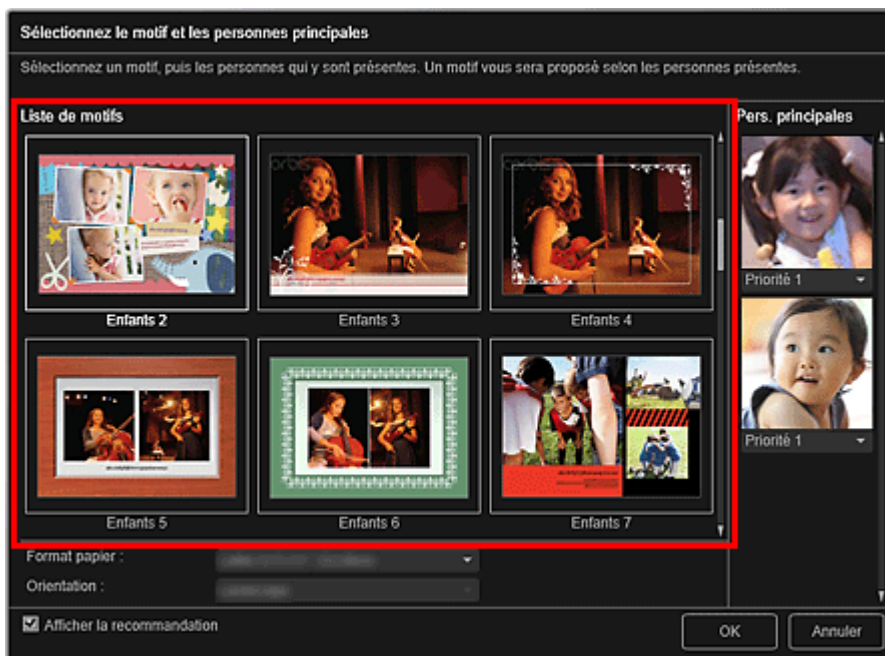 Sélectionnez le motif et les personnes principales
Sélectionnez un motif, puis les personnes qui y sont présentes. Un motif vous sera proposé selon les personnes présentes.
Liste de motifs
Pers. principales
Enfants 2
Enfants 3
Enfants 4
Priorité 1
Enfants 5
Enfants 6
Enfants 7
Priorité 1
Format papier :
Orientation :
Afficher la recommandation
OK
Annuler